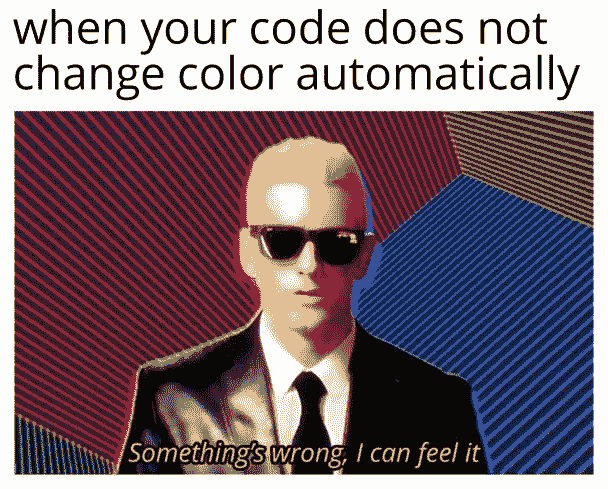 when your code does not
change color automatically
Something's wrong, I can feel it